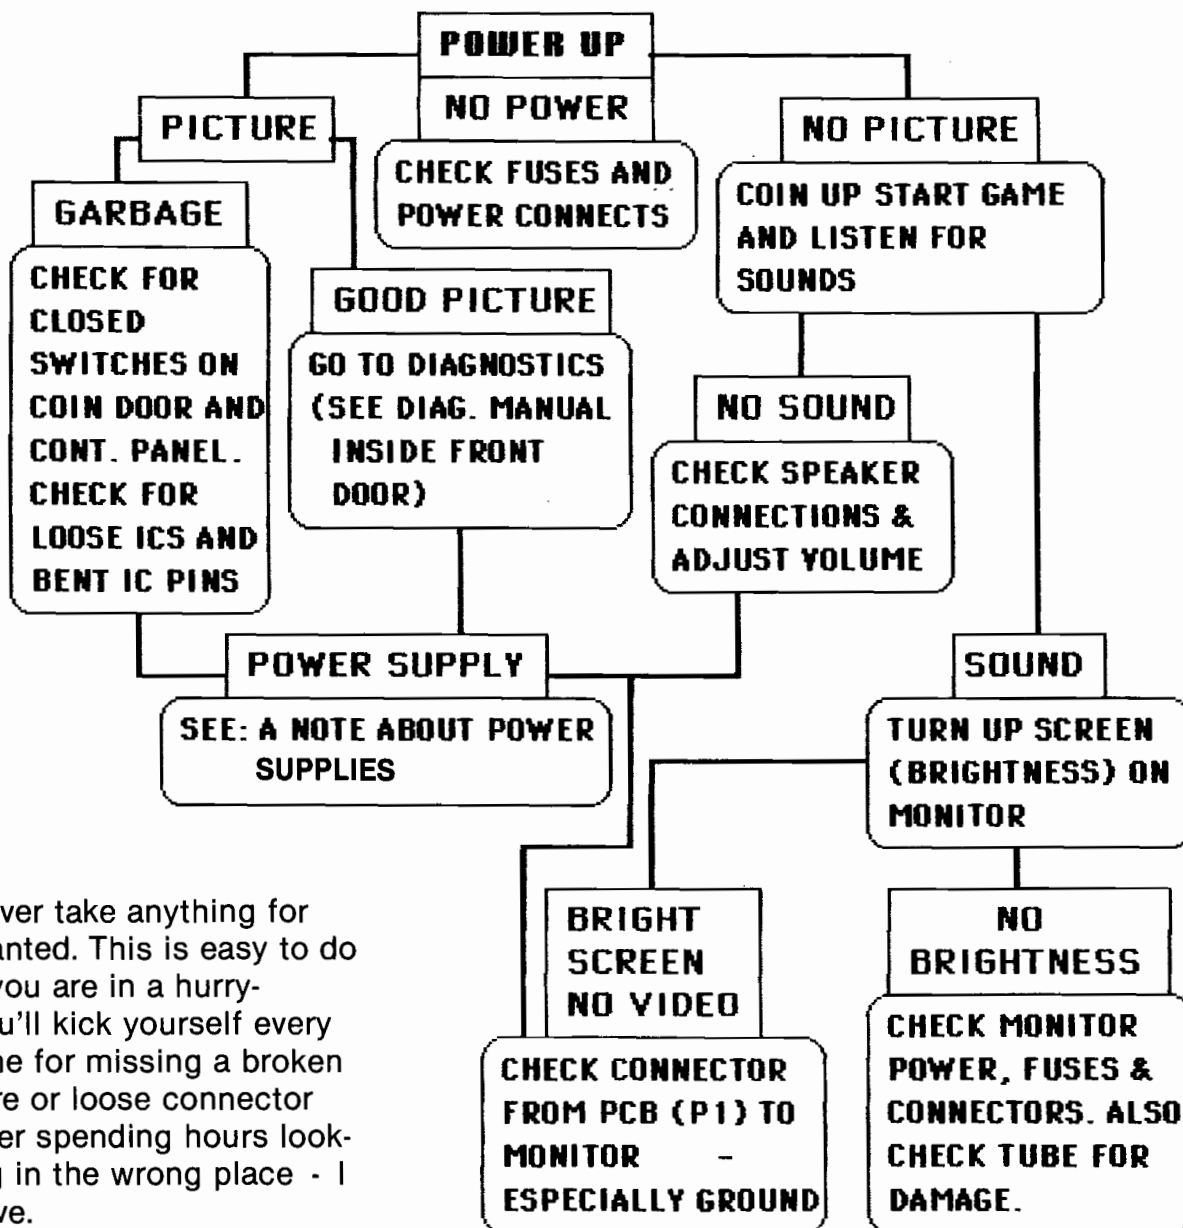 POWER UP
NO POWER
CHECK FUSES AND
POWER CONNECTS
PICTURE
GARBAGE
CHECK FOR
CLOSED
SWITCHES ON
COIN DOOR AND
CONT. PANEL.
CHECK FOR
LOOSE ICS AND
BENT IC PINS
GOOD PICTURE
GO TO DIAGNOSTICS
(SEE DIAG. MANUAL
INSIDE FRONT
DOOR)
NO PICTURE
COIN UP START GAME
AND LISTEN FOR
SOUNDS
NO SOUND
CHECK SPEAKER
CONNECTIONS &
ADJUST VOLUME
POWER SUPPLY
SEE: A NOTE ABOUT POWER
SUPPLIES
SOUND
TURN UP SCREEN
(BRIGHTNESS) ON
MONITOR
BRIGHT
SCREEN
NO VIDEO
CHECK CONNECTOR
FROM PCB (P1) TO
MONITOR -
ESPECIALLY GROUND
NO
BRIGHTNESS
CHECK MONITOR
POWER, FUSES &
CONNECTORS. ALSO
CHECK TUBE FOR
DAMAGE.
ver take anything for
anted. This is easy to do
you are in a hurry-
u'll kick yourself every
ne for missing a broken
re or loose connector
er spending hours look-
g in the wrong place - I
ve.